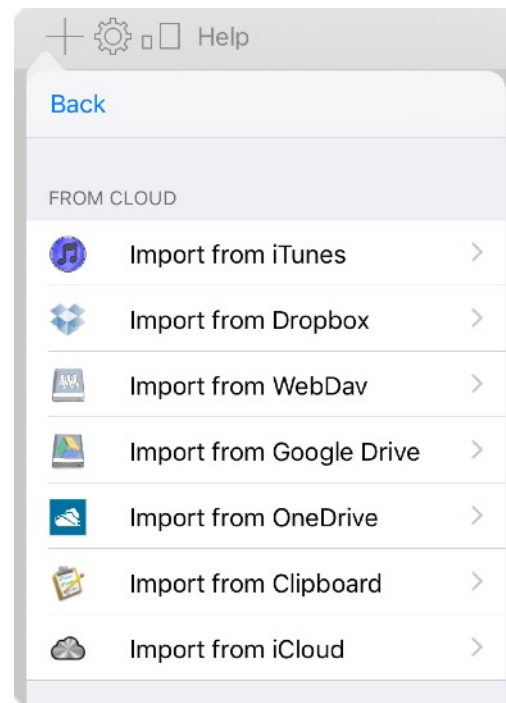 Help
Back
FROM CLOUD
Import from iTunes
Import from Dropbox
Import from WebDav
Import from Google Drive
Import from OneDrive
Import from Clipboard
Import from iCloud